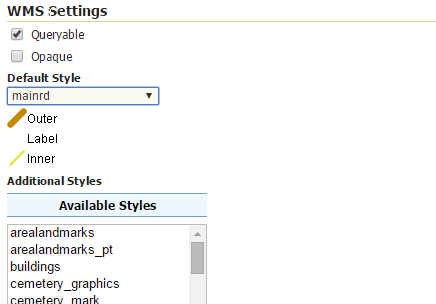 WMS Settings
Queryable
Opaque
Default Style
mainrd
Outer
Label
Inner
Additional Styles
Available Styles
arealandmarks
arealandmarks_pt
buildings
cemetery_graphics
cemetery_mark